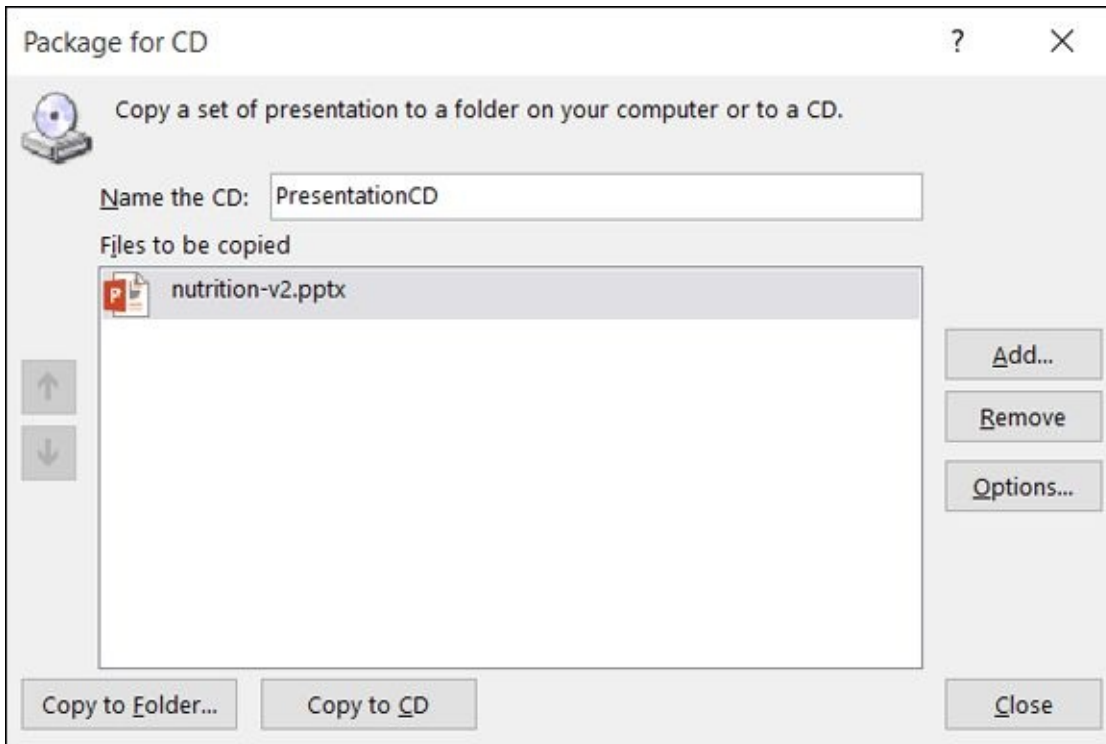 Package for CD ?
Copy a set of presentation to a folder on your computer or to a CD.
Name the CD: PresentationCD
Files to be copied
P nutrition-v2.pptx
Add...
Remove
Options...
Copy to Folder... Copy to CD Close